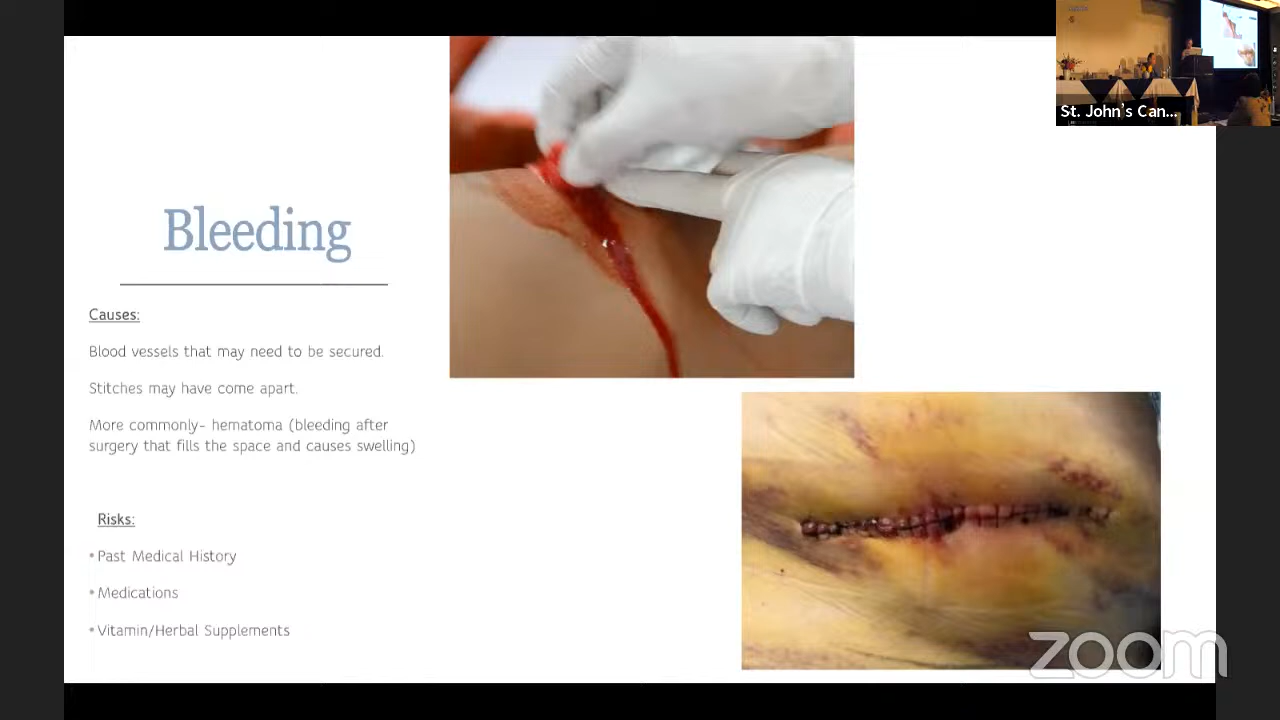 St. John's Can...
Bleeding
Causes:
Blood vessels that may need to be secured.
Stitches may have come apart.
More commonly- hematoma (bleeding after
surgery that fills the space and causes swelling)
Risks:
• Past Medical History
• Medications
• Vitamin/Herbal Supplements
zoom